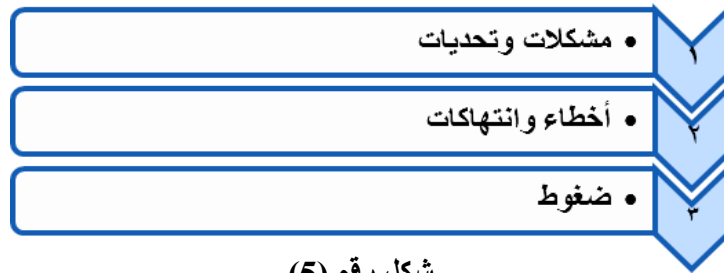 ١ • مشكلات وتحديات
٢ • أخطاء وانتهاكات
٣ • ضغوط
شكل رقم (5)